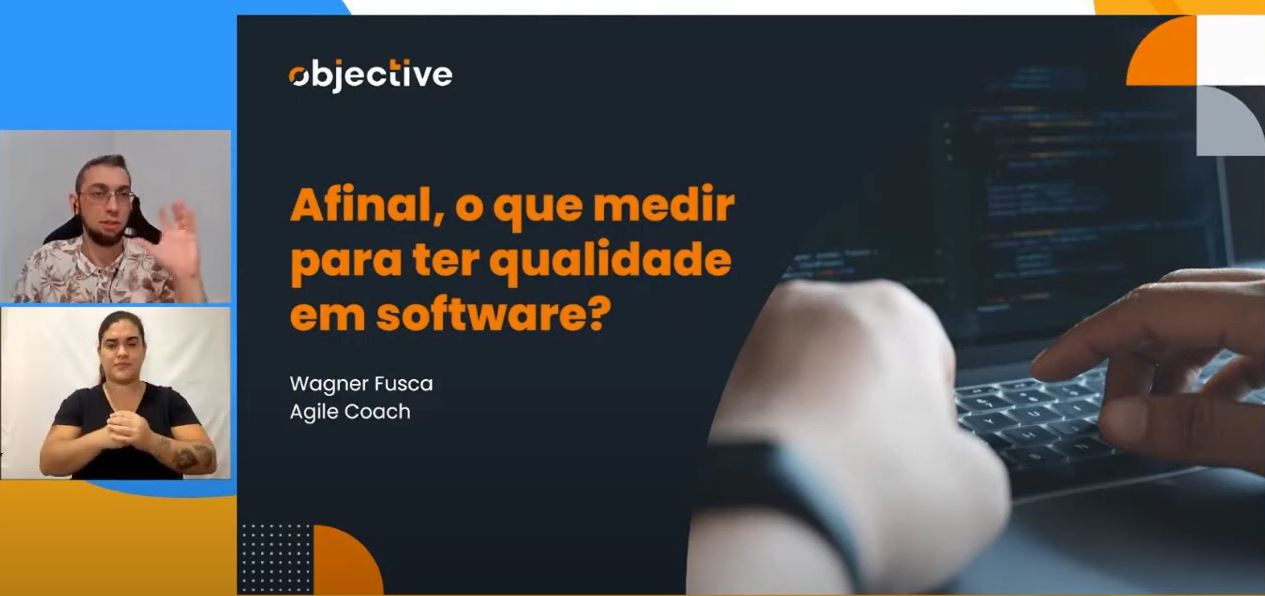 objective
Afinal, o que medir
para ter qualidade
em software?
Wagner Fusca
Agile Coach